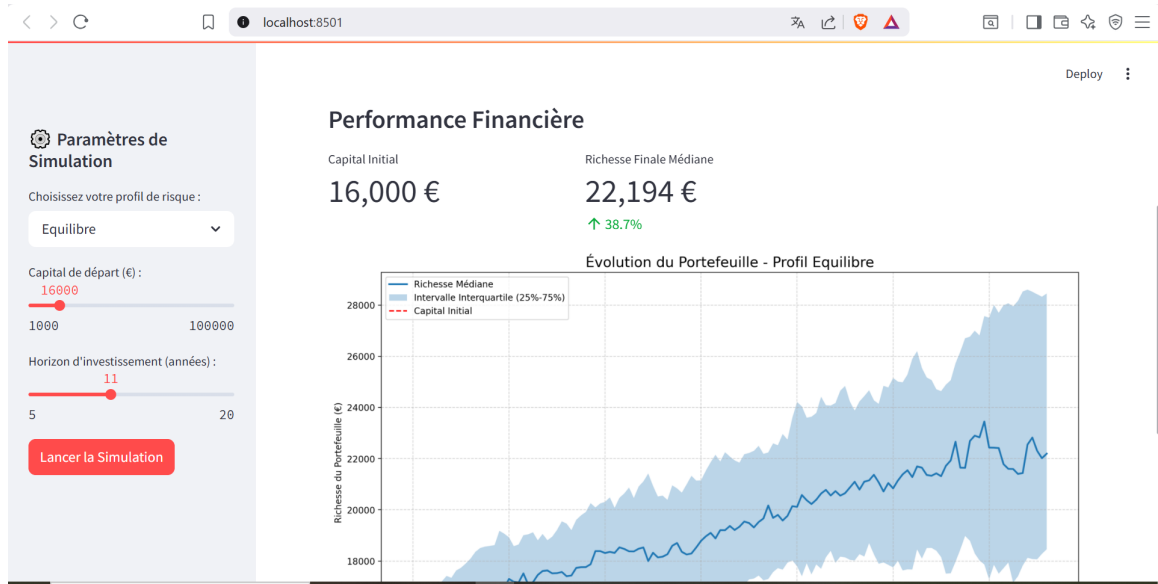 localhost:8501
Deploy
Paramètres de
Simulation
Choisissez votre profil de risque :
Equilibre
Capital de départ (€) :
16000
1000 100000
Horizon d'investissement (années) :
11
5 20
Lancer la Simulation
Performance Financière
Capital Initial Richesse Finale Médiane
16,000 € 22,194 €
↑ 38.7%
Évolution du Portefeuille - Profil Equilibre
Richesse Médiane
Intervalle Interquartile (25%-75%)
Capital Initial
Richesse du Portefeuille (€)
28000
26000
24000
22000
20000
18000